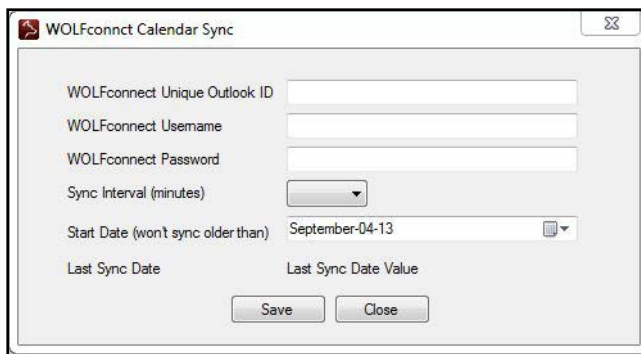 WOLFconnct Calendar Sync
WOLFconnect Unique Outlook ID
WOLFconnect Username
WOLFconnect Password
Sync Interval (minutes)
Start Date (won't sync older than) September-04-13
Last Sync Date Last Sync Date Value
Save Close